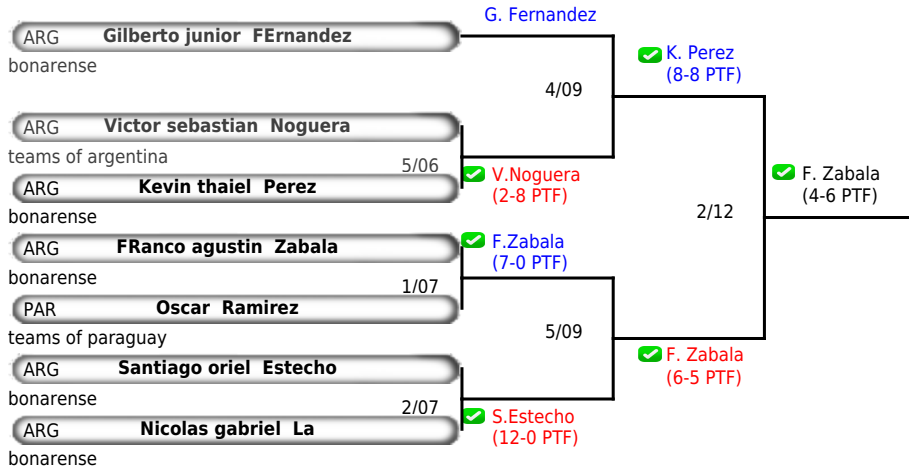 G. Fernandez
ARG Gilberto junior FErnandez
bonarense
K. Perez
(8-8 PTF)
4/09
ARG Victor sebastian Noguera
teams of argentina
5/06
V.Noguera
(2-8 PTF)
ARG Kevin thaiel Perez
bonarense
F. Zabala
(4-6 PTF)
2/12
ARG FRanco agustin Zabala
bonarense
F.Zabala
(7-0 PTF)
1/07
PAR Oscar Ramirez
teams of paraguay
5/09
F. Zabala
(6-5 PTF)
ARG Santiago oriel Estecho
bonarense
2/07
S.Estecho
(12-0 PTF)
ARG Nicolas gabriel La
bonarense